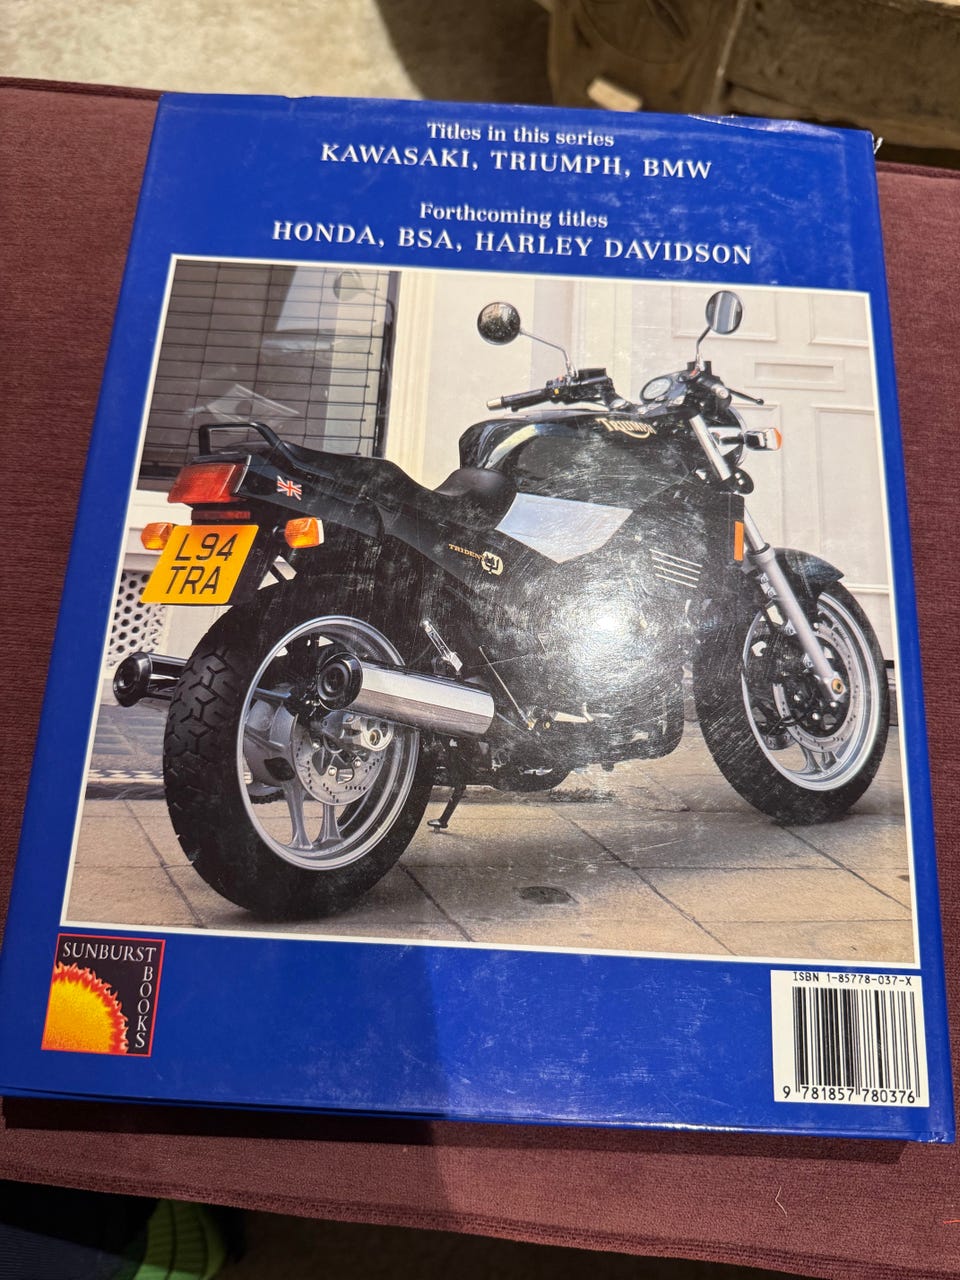 Titles in this series
KAWASAKI, TRIUMPH, BMW
Forthcoming titles
HONDA, BSA, HARLEY DAVIDSON
TRIUMPH
TRIDENT
L94
TRA
SUNBURST
BOOKS
ISBN 1-85778-037-X
9 781857 780376